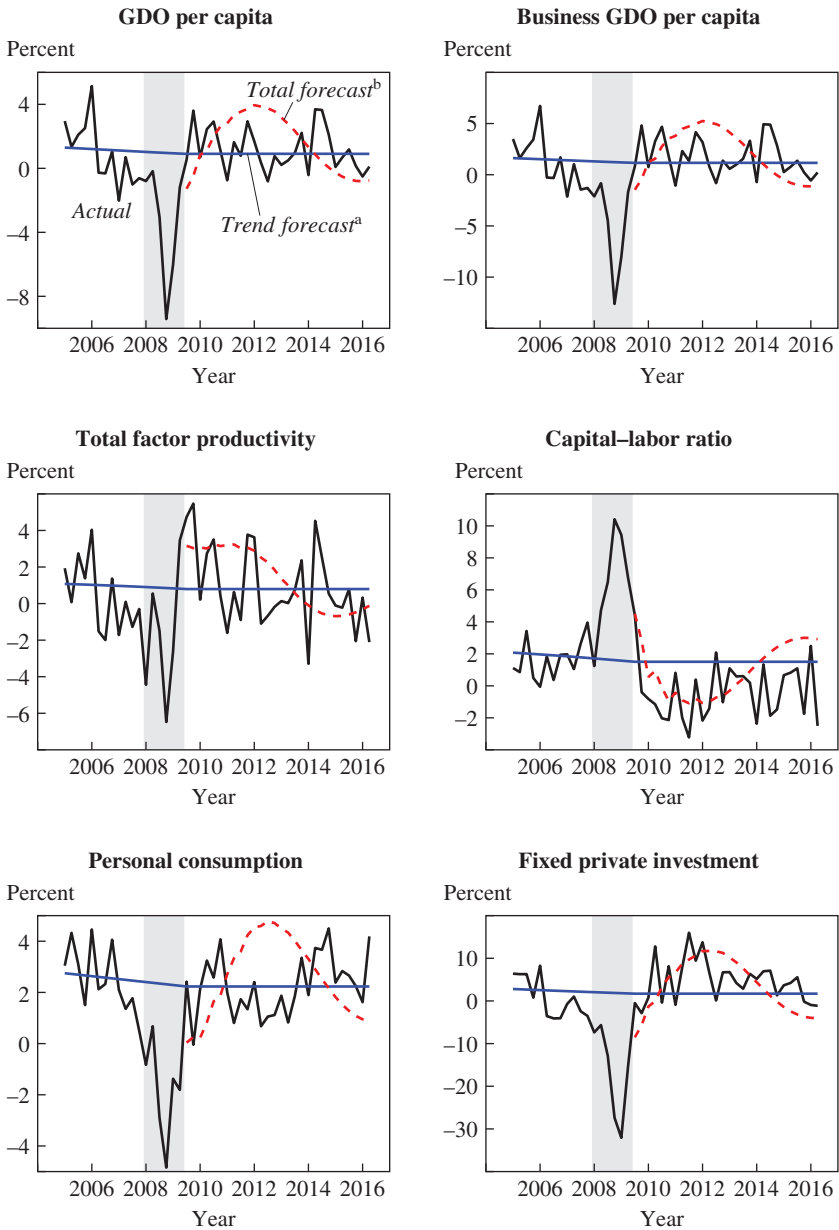 GDO per capita
Percent
4
0
–4
–8
Total forecastᵇ
Actual
Trend forecastᵃ
2006 2008 2010 2012 2014 2016
Year
Business GDO per capita
Percent
5
0
–5
–10
2006 2008 2010 2012 2014 2016
Year
Total factor productivity
Percent
4
2
0
–2
–4
–6
2006 2008 2010 2012 2014 2016
Year
Capital–labor ratio
Percent
10
8
6
4
2
0
–2
2006 2008 2010 2012 2014 2016
Year
Personal consumption
Percent
4
2
0
–2
–4
2006 2008 2010 2012 2014 2016
Year
Fixed private investment
Percent
10
0
–10
–20
–30
2006 2008 2010 2012 2014 2016
Year